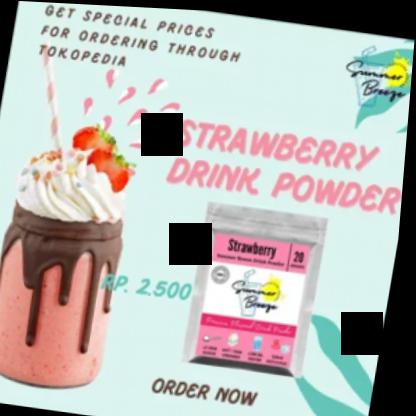 GET SPECIAL PRICES
FOR ORDERING THROUGH
TOKOPEDIA
Summer
Breeze
STRAWBERRY
DRINK POWDER
Strawberry
20
Summer
Breeze
RP. 2.500
ORDER NOW